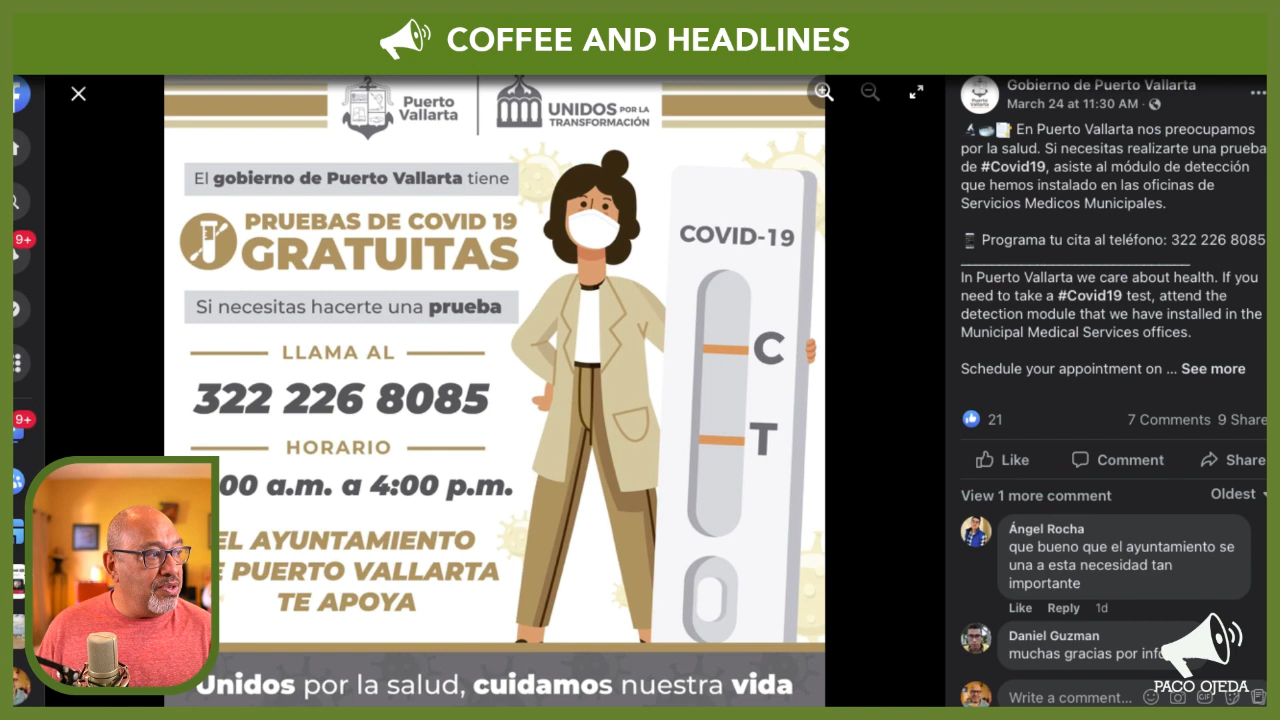 COFFEE AND HEADLINES
Puerto
Vallarta
UNIDOS POR LA
TRANSFORMACIÓN
El gobierno de Puerto Vallarta tiene
PRUEBAS DE COVID 19
GRATUITAS
Si necesitas hacerte una prueba
LLAMA AL
322 226 8085
HORARIO
00 a.m. a 4:00 p.m.
EL AYUNTAMIENTO
PUERTO VALLARTA
TE APOYA
Unidos por la salud, cuidamos nuestra vida
COVID-19
C
T
9+
9+
Gobierno de Puerto Vallarta
March 24 at 11:30 AM ·
En Puerto Vallarta nos preocupamos
por la salud. Si necesitas realizarte una prueba
de #Covid19, asiste al módulo de detección
que hemos instalado en las oficinas de
Servicios Medicos Municipales.
Programa tu cita al teléfono: 322 226 8085
In Puerto Vallarta we care about health. If you
need to take a #Covid19 test, attend the
detection module that we have installed in the
Municipal Medical Services offices.
Schedule your appointment on ... See more
21 7 Comments 9 Share
Like Comment Share
View 1 more comment Oldest
Ángel Rocha
que bueno que el ayuntamiento se
una a esta necesidad tan
importante
Like Reply 1d
Daniel Guzman
muchas gracias por inf
Write a comment...
GIF
PACO OJEDA